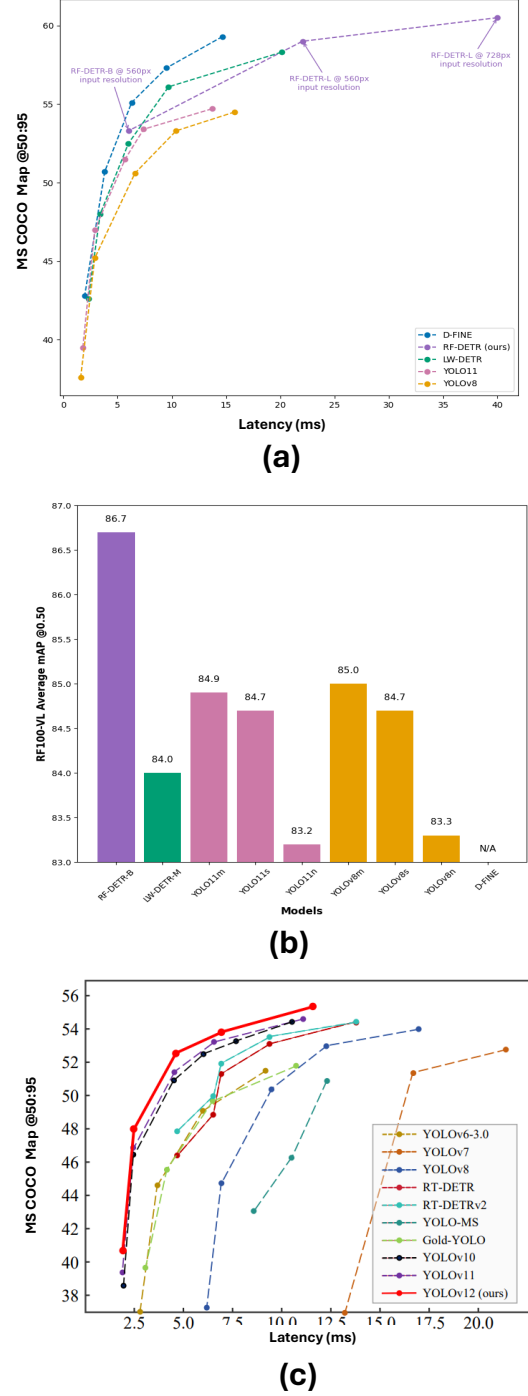 60
55
50
45
40
MS COCO Map @50:95
RF-DETR-B @ 560px
input resolution
RF-DETR-L @ 560px
input resolution
RF-DETR-L @ 728px
input resolution
D-FINE
RF-DETR (ours)
LW-DETR
YOLO11
YOLOv8
0 5 10 15 20 25 30 35 40
Latency (ms)
(a)
87.0
86.5
86.0
85.5
85.0
84.5
84.0
83.5
83.0
RF100-VL Average mAP @0.50
86.7
84.0
84.9
84.7
83.2
85.0
84.7
83.3
N/A
RF-DETR-B
LW-DETR-M
YOLO11m
YOLO11s
YOLO11n
YOLOv8m
YOLOv8s
YOLOv8n
D-FINE
Models
(b)
56
54
52
50
48
46
44
42
40
38
MS COCO Map @50:95
YOLOv6-3.0
YOLOv7
YOLOv8
RT-DETR
RT-DETRv2
YOLO-MS
Gold-YOLO
YOLOv10
YOLOv11
YOLOv12 (ours)
2.5 5.0 7.5 10.0 12.5 15.0 17.5 20.0
Latency (ms)
(c)